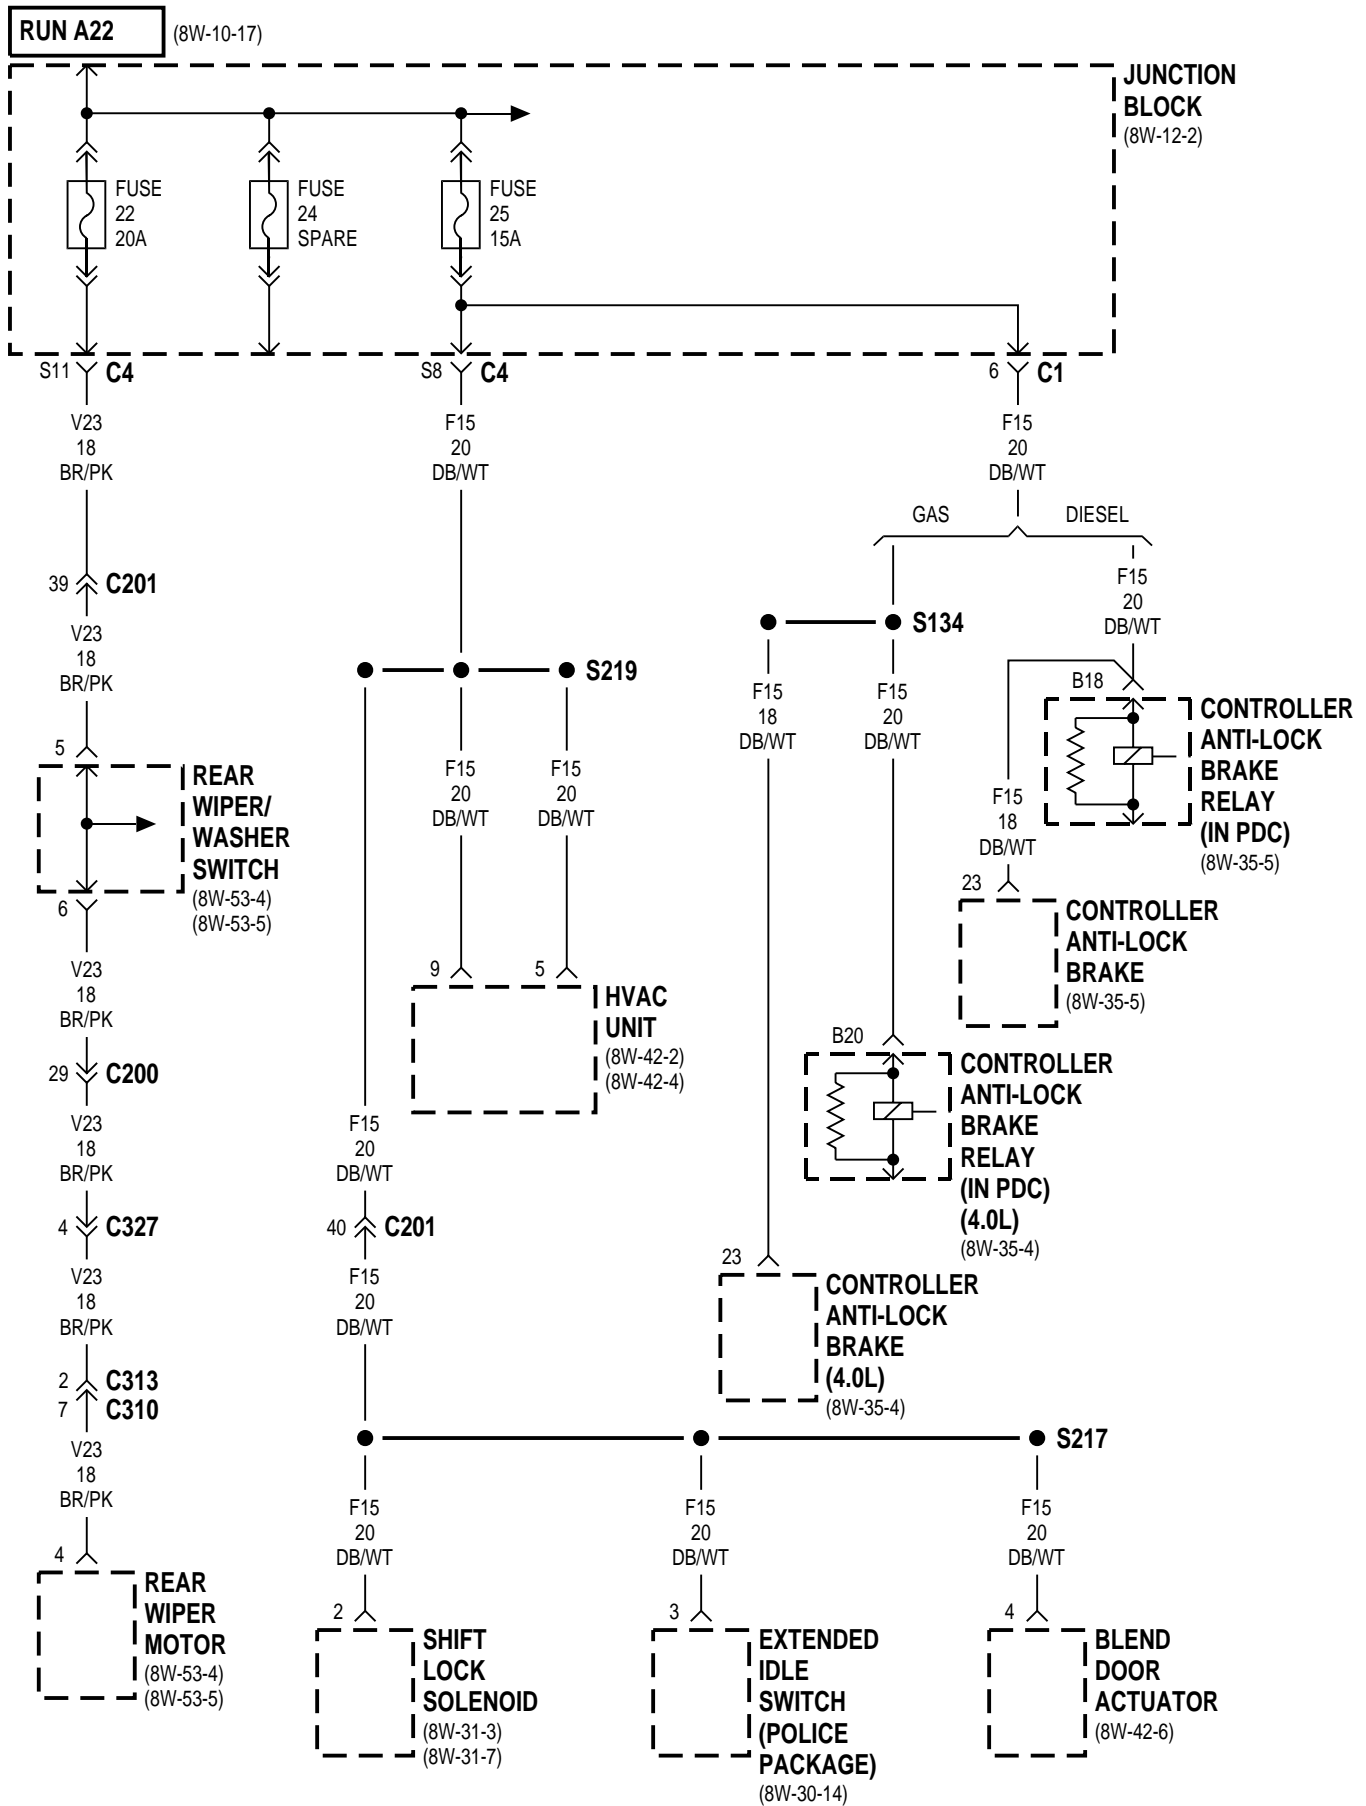 RUN A22 (8W-10-17)
JUNCTION
BLOCK
(8W-12-2)
FUSE
22
20A
FUSE
24
SPARE
FUSE
25
15A
S11 C4
S8 C4
6 C1
V23
18
BR/PK
F15
20
DB/WT
F15
20
DB/WT
GAS DIESEL
39 C201
F15
20
DB/WT
S134
V23
18
BR/PK
S219
F15
18
DB/WT
F15
20
DB/WT
B18
CONTROLLER
ANTI-LOCK
BRAKE
RELAY
(IN PDC)
(8W-35-5)
5
REAR
WIPER/
WASHER
SWITCH
(8W-53-4)
(8W-53-5)
6
F15
20
DB/WT
F15
20
DB/WT
F15
18
DB/WT
23
CONTROLLER
ANTI-LOCK
BRAKE
(8W-35-5)
V23
18
BR/PK
9 5
HVAC
UNIT
(8W-42-2)
(8W-42-4)
29 C200
B20
CONTROLLER
ANTI-LOCK
BRAKE
RELAY
(IN PDC)
(4.0L)
(8W-35-4)
V23
18
BR/PK
F15
20
DB/WT
4 C327
40 C201
V23
18
BR/PK
F15
20
DB/WT
23
CONTROLLER
ANTI-LOCK
BRAKE
(4.0L)
(8W-35-4)
2 C313
7 C310
S217
V23
18
BR/PK
F15
20
DB/WT
F15
20
DB/WT
F15
20
DB/WT
4
REAR
WIPER
MOTOR
(8W-53-4)
(8W-53-5)
2
SHIFT
LOCK
SOLENOID
(8W-31-3)
(8W-31-7)
3
EXTENDED
IDLE
SWITCH
(POLICE
PACKAGE)
(8W-30-14)
4
BLEND
DOOR
ACTUATOR
(8W-42-6)